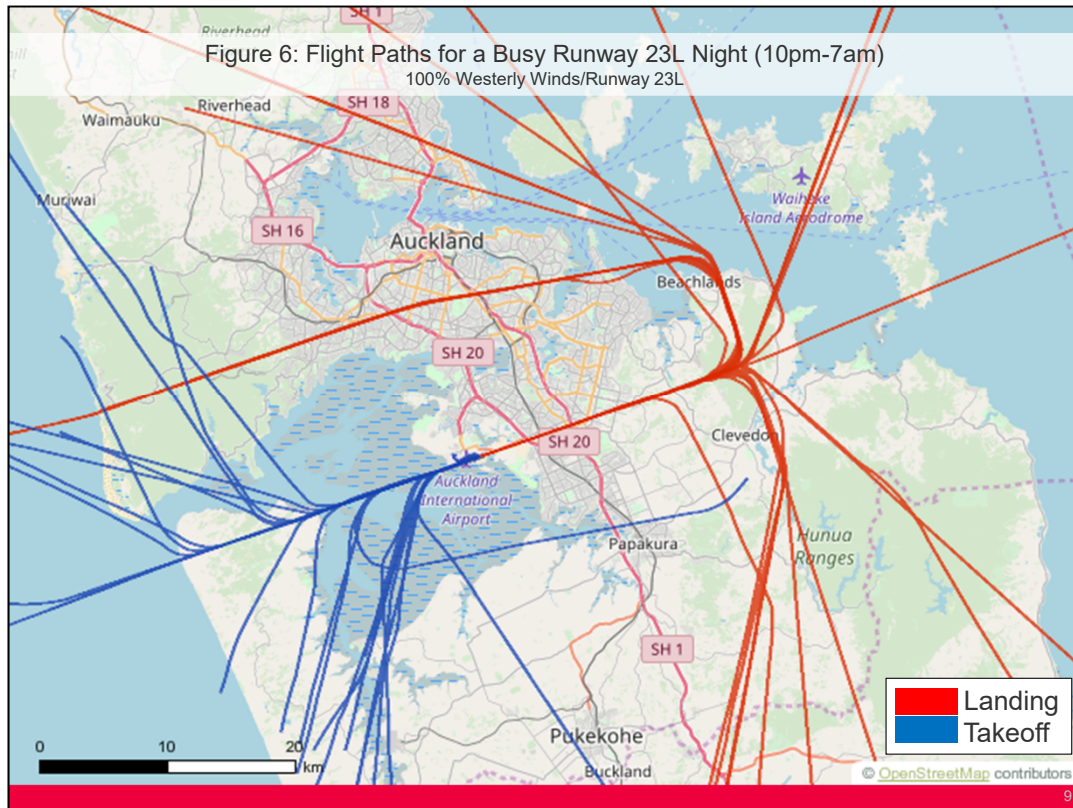 SH 1
Riverhead
Figure 6: Flight Paths for a Busy Runway 23L Night (10pm-7am)
100% Westerly Winds/Runway 23L
SH 18
Riverhead
Waimauku
Waiheke
Island Aerodrome
Muriwai
SH 16
Auckland
Beachlands
SH 20
Clevedon
SH 20
Auckland
International
Airport
Hunua
Ranges
Papakura
SH 1
Landing
Takeoff
Pukekohe
Buckland
0 10 20
km
© OpenStreetMap contributors
9